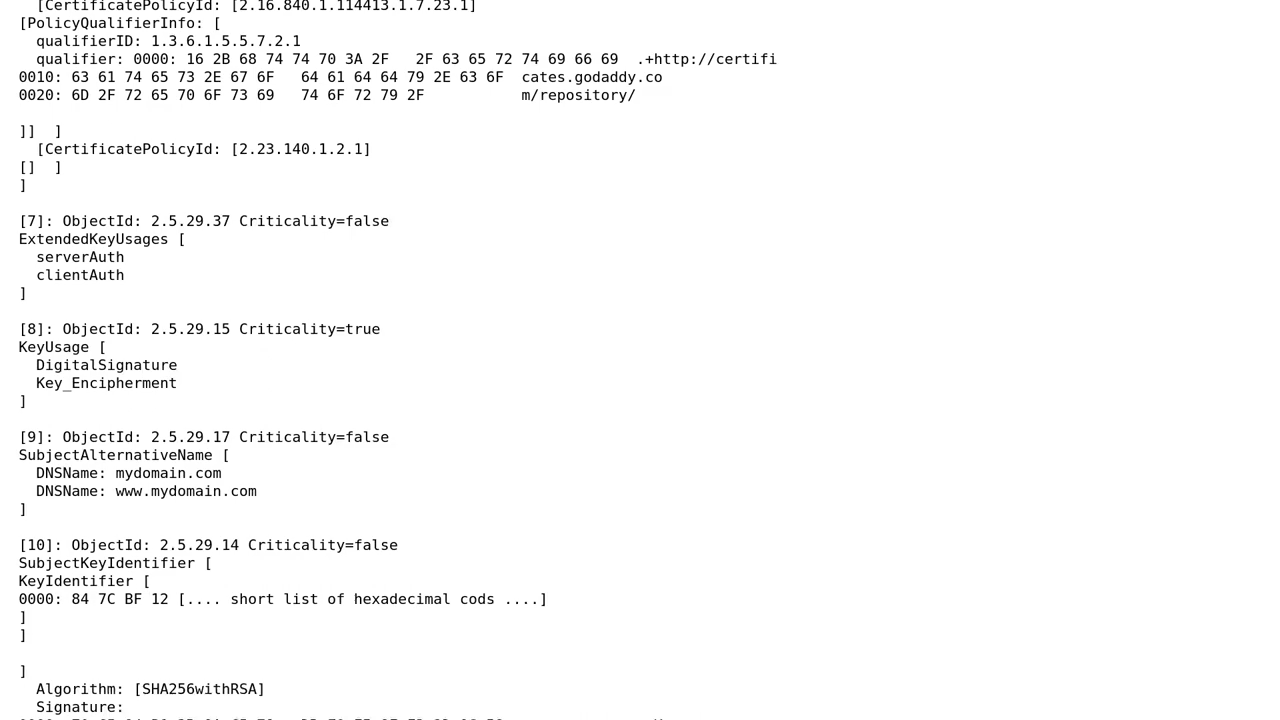 [CertificatePolicyId: [2.16.840.1.114413.1.7.23.1]
[PolicyQualifierInfo: [
qualifierID: 1.3.6.1.5.5.7.2.1
qualifier: 0000: 16 2B 68 74 74 70 3A 2F   2F 63 65 72 74 69 66 69  .+http://certifi
0010: 63 61 74 65 73 2E 67 6F   64 61 64 64 79 2E 63 6F  cates.godaddy.co
0020: 6D 2F 72 65 70 6F 73 69   74 6F 72 79 2F           m/repository/
]]  ]
[CertificatePolicyId: [2.23.140.1.2.1]
[]  ]
]
[7]: ObjectId: 2.5.29.37 Criticality=false
ExtendedKeyUsages [
serverAuth
clientAuth
]
[8]: ObjectId: 2.5.29.15 Criticality=true
KeyUsage [
DigitalSignature
Key_Encipherment
]
[9]: ObjectId: 2.5.29.17 Criticality=false
SubjectAlternativeName [
DNSName: mydomain.com
DNSName: www.mydomain.com
]
[10]: ObjectId: 2.5.29.14 Criticality=false
SubjectKeyIdentifier [
KeyIdentifier [
0000: 84 7C BF 12 [.... short list of hexadecimal cods ....]
]
]
]
Algorithm: [SHA256withRSA]
Signature: